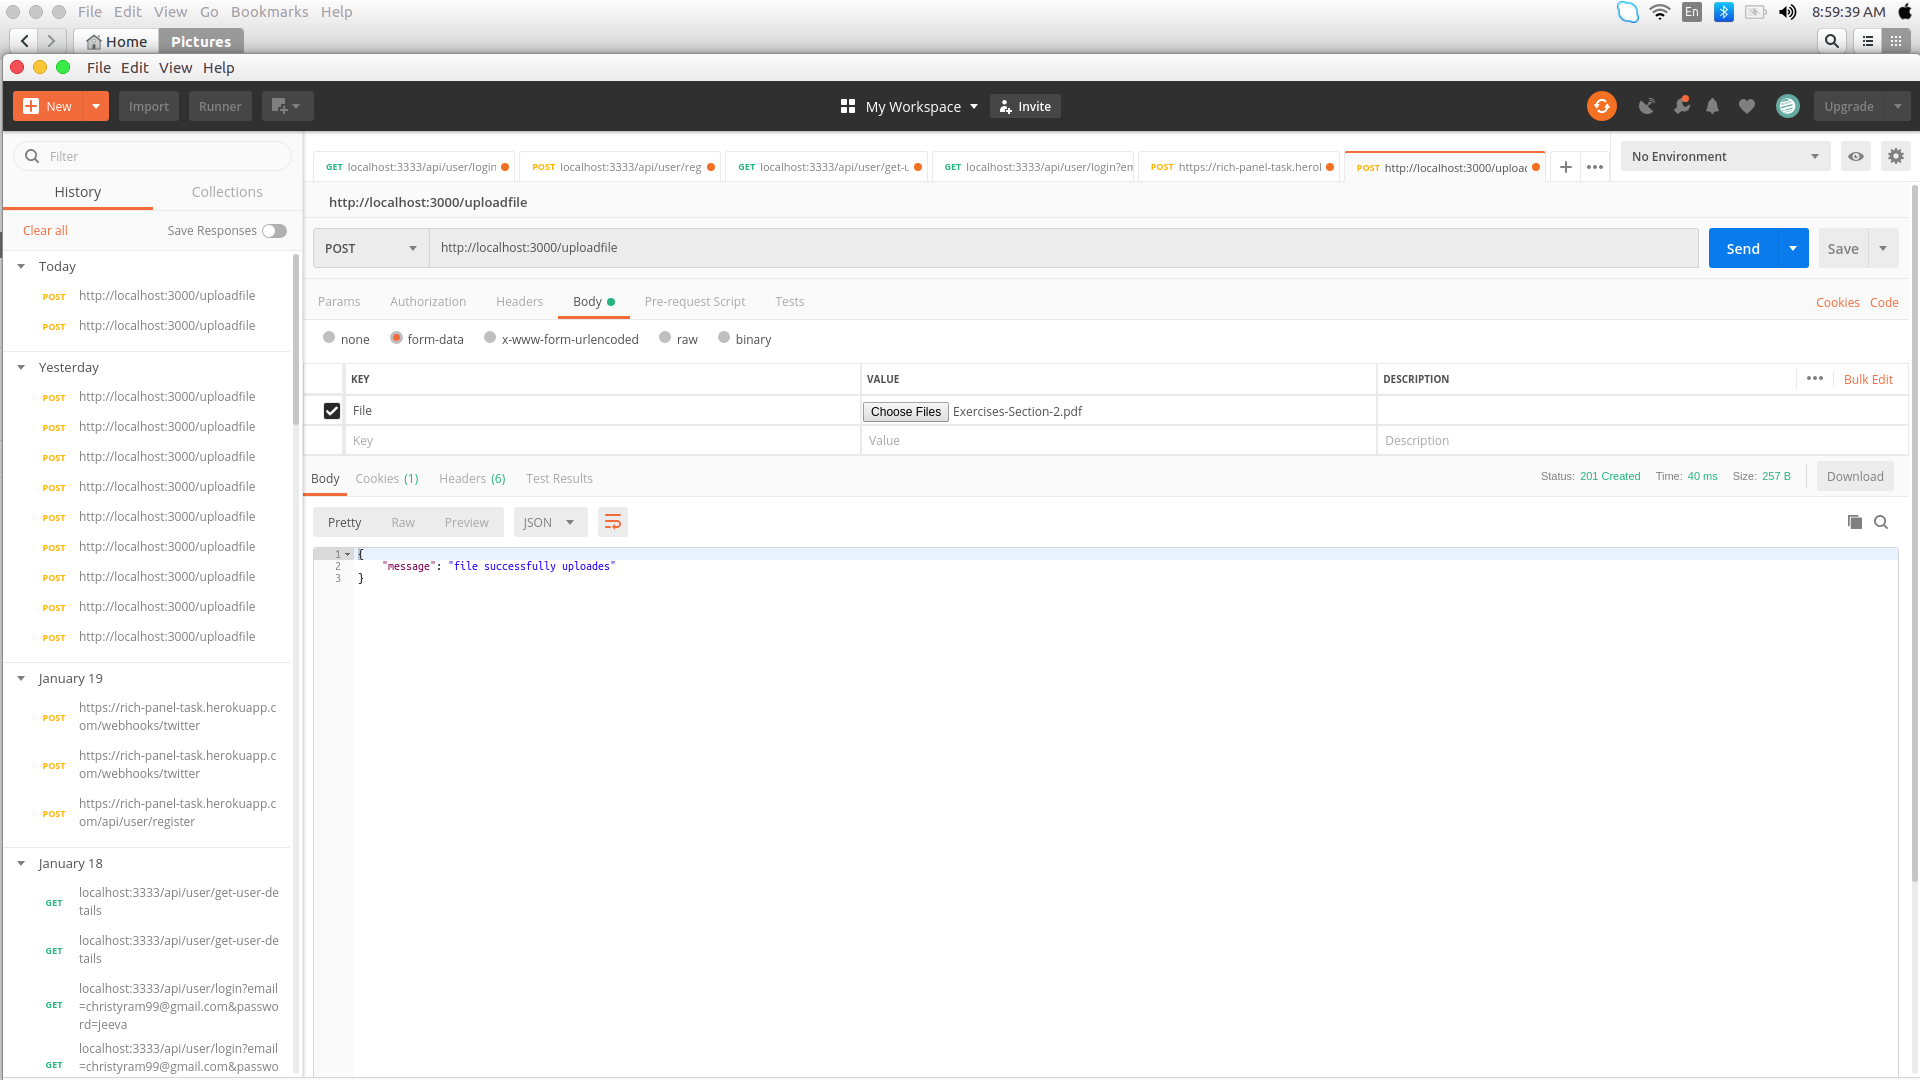 File Edit View Go Bookmarks Help
En
8:59:39 AM
Home Pictures
File Edit View Help
New Import Runner My Workspace Invite Upgrade
Filter
History Collections
Clear all Save Responses
Today
POST http://localhost:3000/uploadfile
POST http://localhost:3000/uploadfile
Yesterday
POST http://localhost:3000/uploadfile
POST http://localhost:3000/uploadfile
POST http://localhost:3000/uploadfile
POST http://localhost:3000/uploadfile
POST http://localhost:3000/uploadfile
POST http://localhost:3000/uploadfile
POST http://localhost:3000/uploadfile
POST http://localhost:3000/uploadfile
POST http://localhost:3000/uploadfile
January 19
POST https://rich-panel-task.herokuapp.c
om/webhooks/twitter
POST https://rich-panel-task.herokuapp.c
om/webhooks/twitter
POST https://rich-panel-task.herokuapp.c
om/api/user/register
January 18
GET localhost:3333/api/user/get-user-de
tails
GET localhost:3333/api/user/get-user-de
tails
GET localhost:3333/api/user/login?email
=christyram99@gmail.com&passwo
rd=jeeva
GET localhost:3333/api/user/login?email
=christyram99@gmail.com&passwo
GET localhost:3333/api/user/login
POST localhost:3333/api/user/reg
GET localhost:3333/api/user/get-u
GET localhost:3333/api/user/login?em
POST https://rich-panel-task.herol
POST http://localhost:3000/upload
No Environment
http://localhost:3000/uploadfile
POST http://localhost:3000/uploadfile Send Save
Params Authorization Headers Body Pre-request Script Tests Cookies Code
none form-data x-www-form-urlencoded raw binary
KEY VALUE DESCRIPTION Bulk Edit
File Choose Files Exercises-Section-2.pdf
Key Value Description
Body Cookies (1) Headers (6) Test Results Status: 201 Created Time: 40 ms Size: 257 B Download
Pretty Raw Preview JSON
1 {
2 "message": "file successfully uploades"
3 }